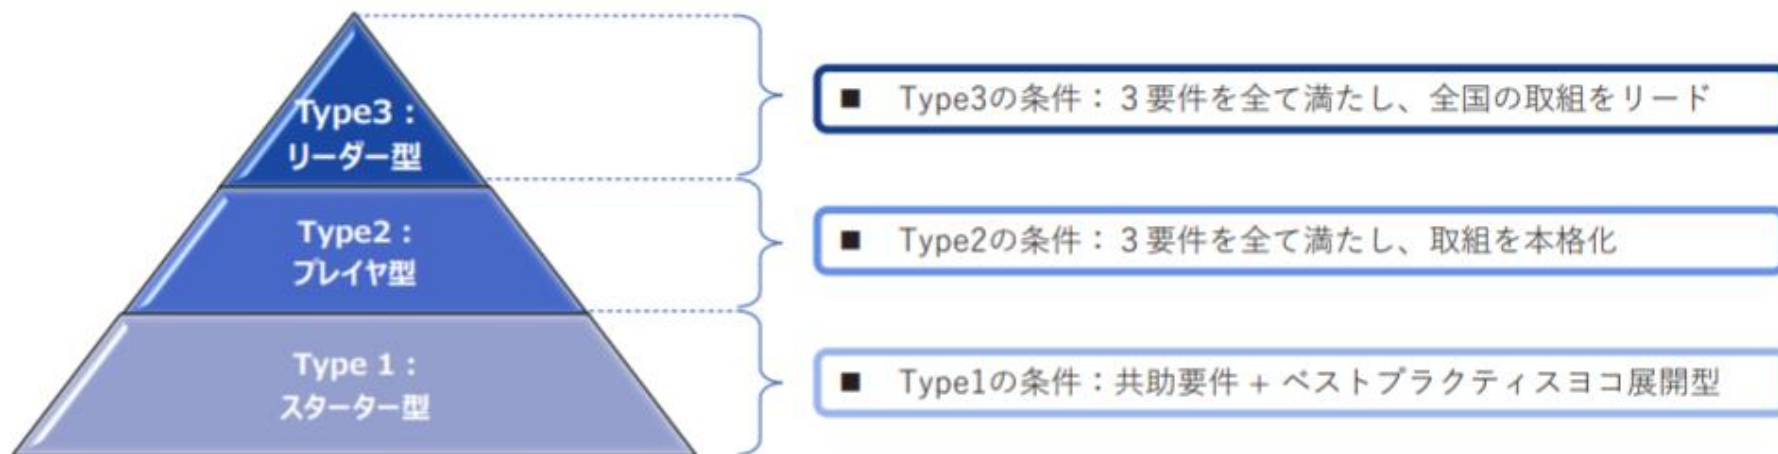 Type3：
リーダー型
■ Type3の条件：３要件を全て満たし、全国の取組をリード
Type2：
プレイヤ型
■ Type2の条件：３要件を全て満たし、取組を本格化
Type 1：
スターター型
■ Type1の条件：共助要件 + ベストプラクティスヨコ展開型